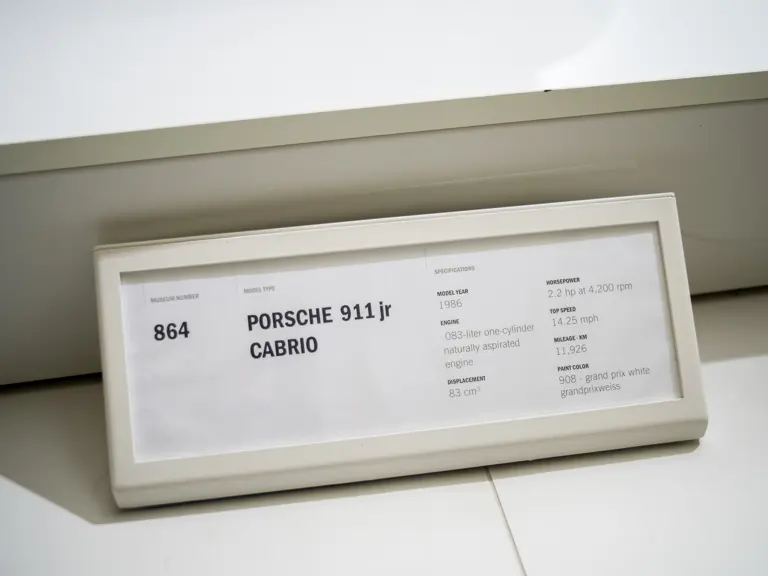 MUSEUM NUMBER
864
MODEL TYPE
PORSCHE 911 jr
CABRIO
SPECIFICATIONS
MODEL YEAR
1986
ENGINE
083-liter one-cylinder
naturally aspirated
engine
DISPLACEMENT
83 cm³
HORSEPOWER
2.2 hp at 4,200 rpm
TOP SPEED
14.25 mph
MILEAGE - KM
11,926
PAINT COLOR
908 - grand prix white
grandprixweiss